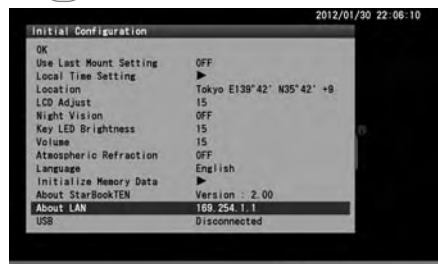 2012/01/30 22:06:10
Initial Configuration
OK
Use Last Mount Setting OFF
Local Time Setting ▶
Location Tokyo E139°42' N35°42' +9
LCD Adjust 15
Night Vision OFF
Key LED Brightness 15
Volume 15
Atmospheric Refraction OFF
Language English
Initialize Memory Data ▶
About StarBookTEN Version : 2.00
About LAN 169.254.1.1
USB Disconnected